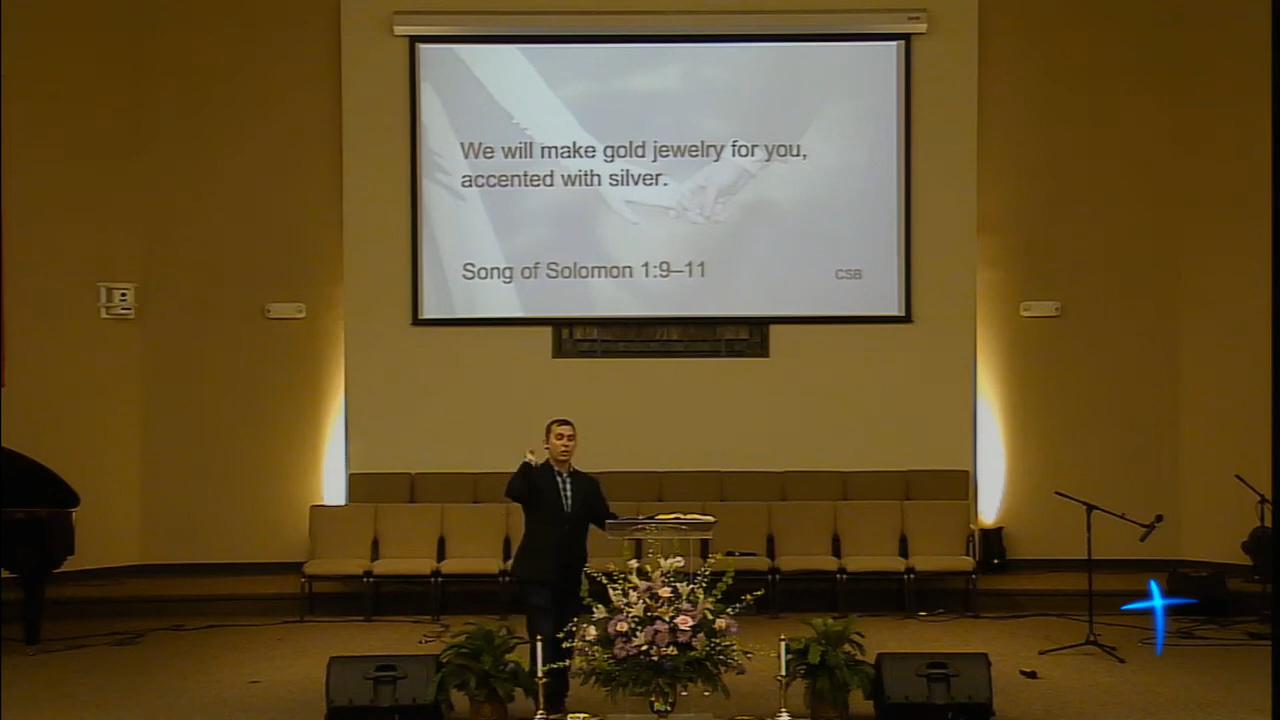 We will make gold jewelry for you,
accented with silver.
Song of Solomon 1:9–11
CSB